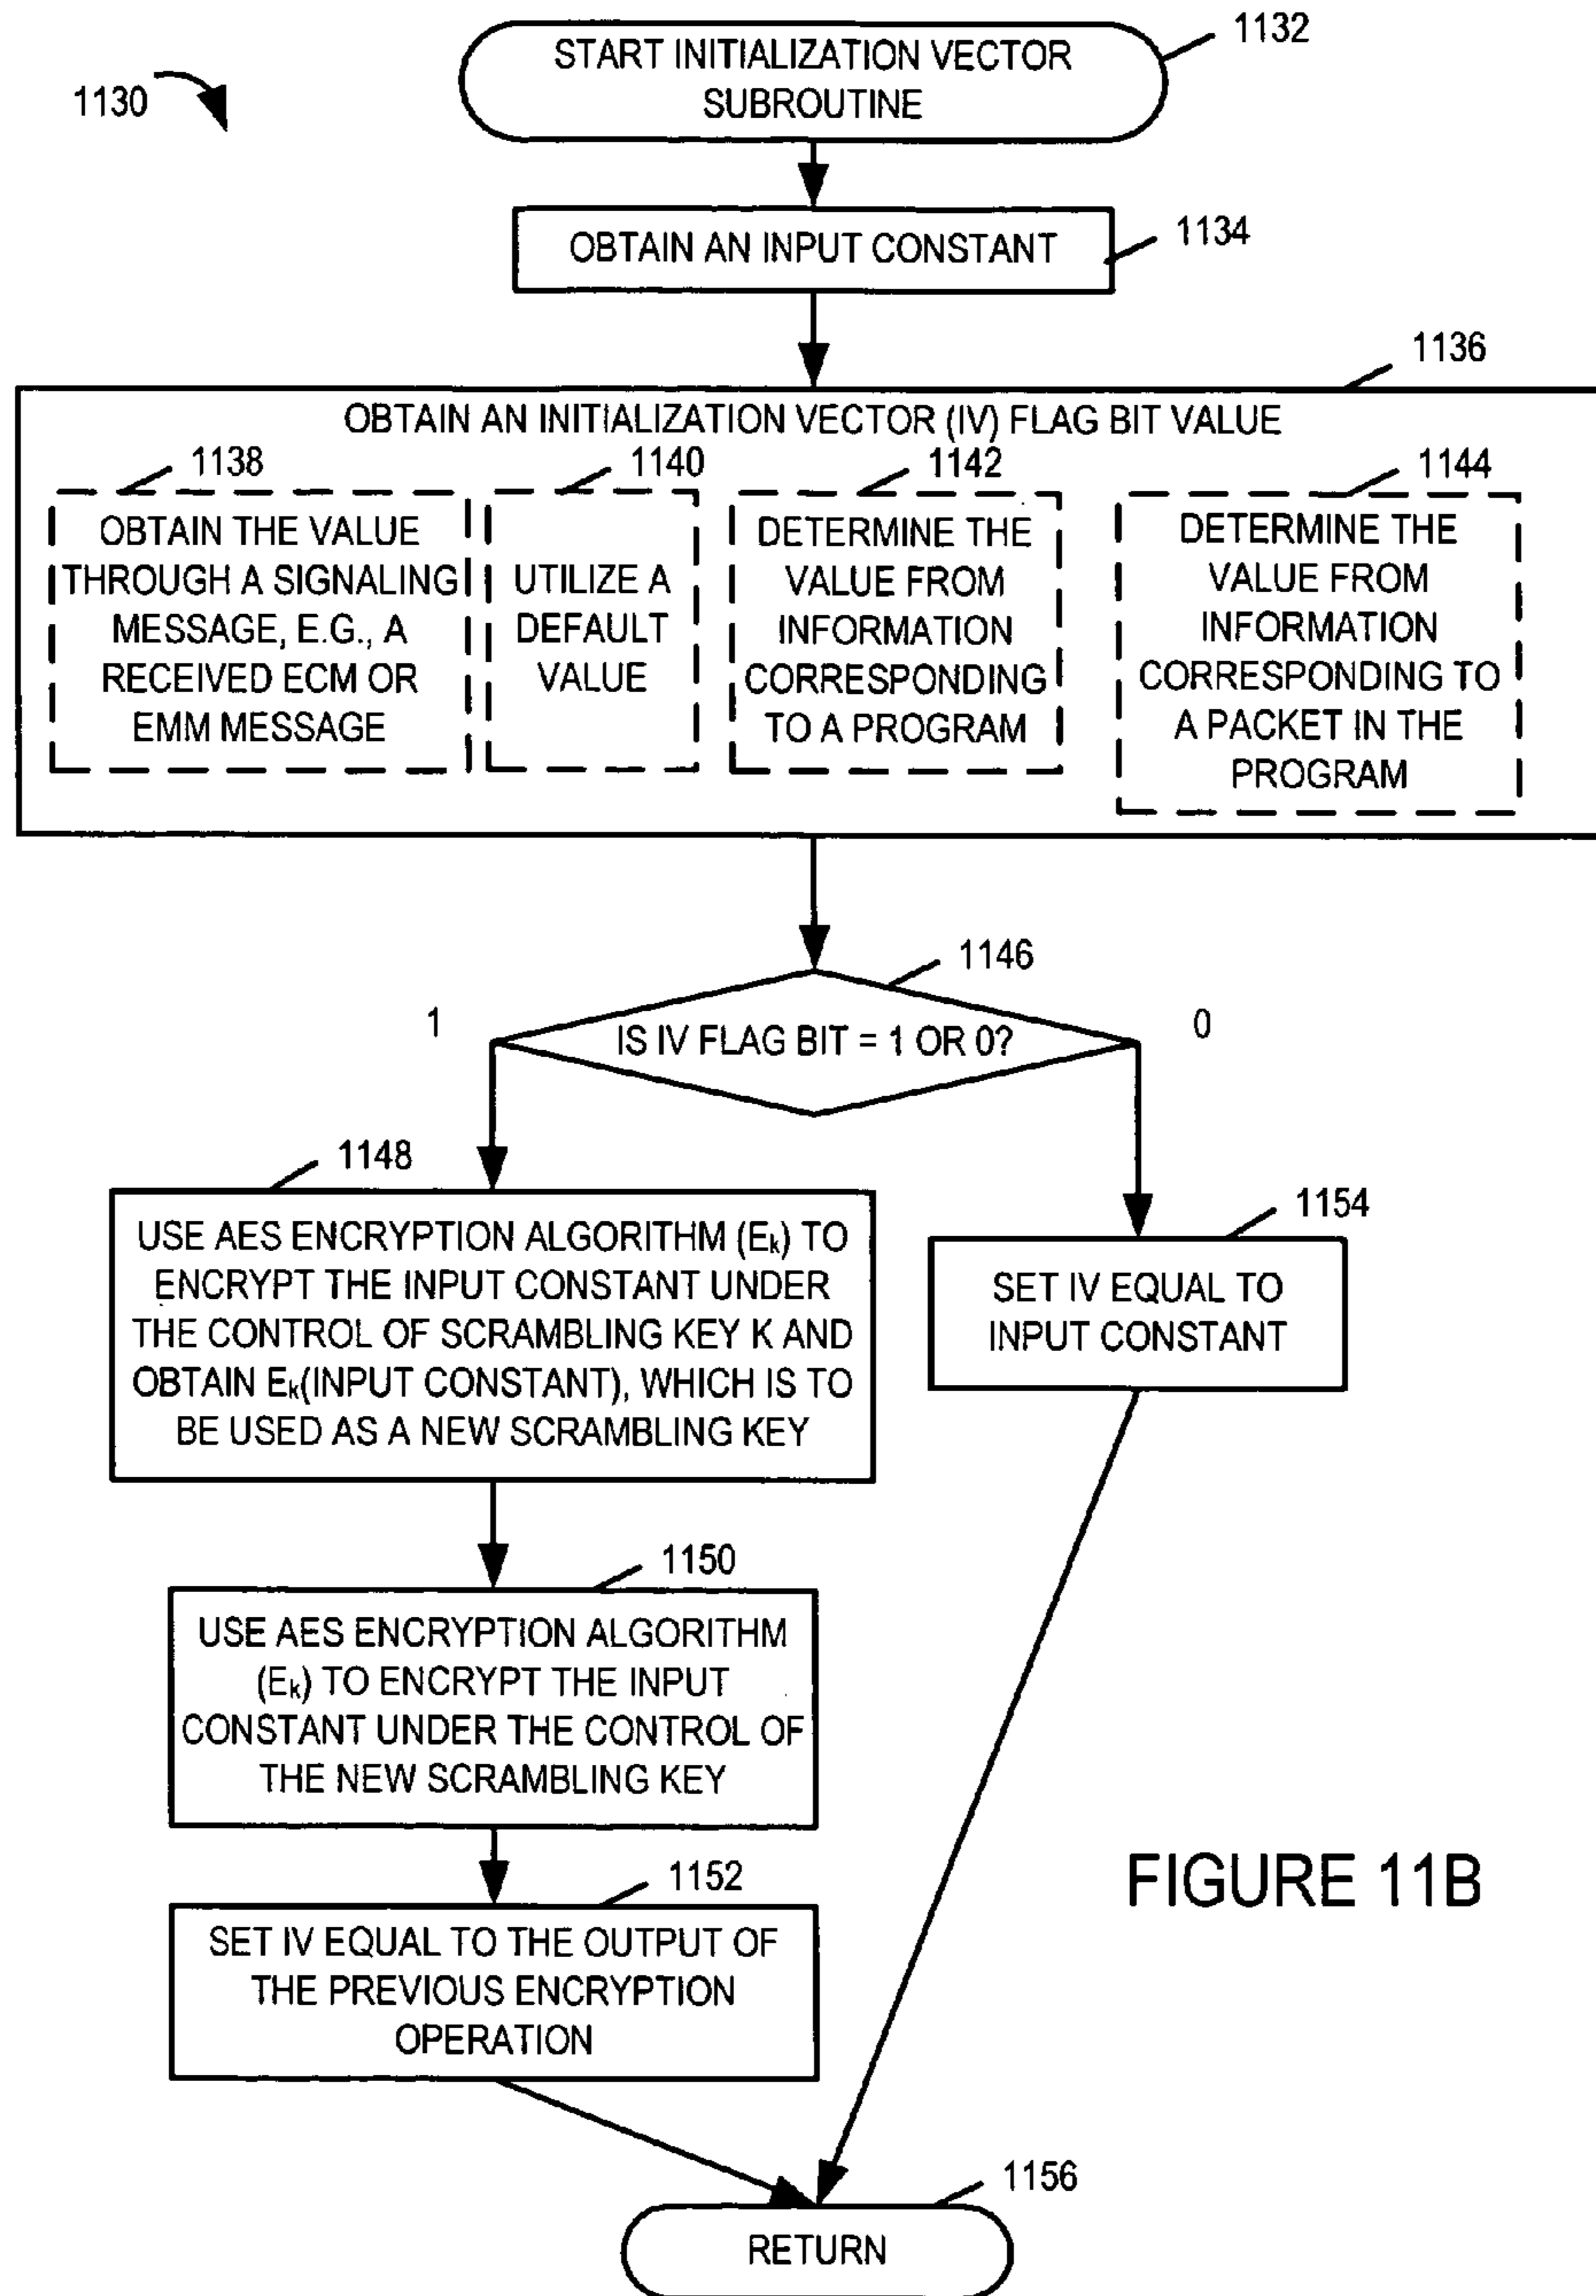 1130
1132
START INITIALIZATION VECTOR
SUBROUTINE
1134
OBTAIN AN INPUT CONSTANT
1136
OBTAIN AN INITIALIZATION VECTOR (IV) FLAG BIT VALUE
1138
OBTAIN THE VALUE
THROUGH A SIGNALING
MESSAGE, E.G., A
RECEIVED ECM OR
EMM MESSAGE
1140
UTILIZE A
DEFAULT
VALUE
1142
DETERMINE THE
VALUE FROM
INFORMATION
CORRESPONDING
TO A PROGRAM
1144
DETERMINE THE
VALUE FROM
INFORMATION
CORRESPONDING TO
A PACKET IN THE
PROGRAM
1146
IS IV FLAG BIT = 1 OR 0?
1
0
1148
USE AES ENCRYPTION ALGORITHM (Ek) TO
ENCRYPT THE INPUT CONSTANT UNDER
THE CONTROL OF SCRAMBLING KEY K AND
OBTAIN Ek(INPUT CONSTANT), WHICH IS TO
BE USED AS A NEW SCRAMBLING KEY
1154
SET IV EQUAL TO
INPUT CONSTANT
1150
USE AES ENCRYPTION ALGORITHM
(Ek) TO ENCRYPT THE INPUT
CONSTANT UNDER THE CONTROL OF
THE NEW SCRAMBLING KEY
1152
SET IV EQUAL TO THE OUTPUT OF
THE PREVIOUS ENCRYPTION
OPERATION
FIGURE 11B
1156
RETURN